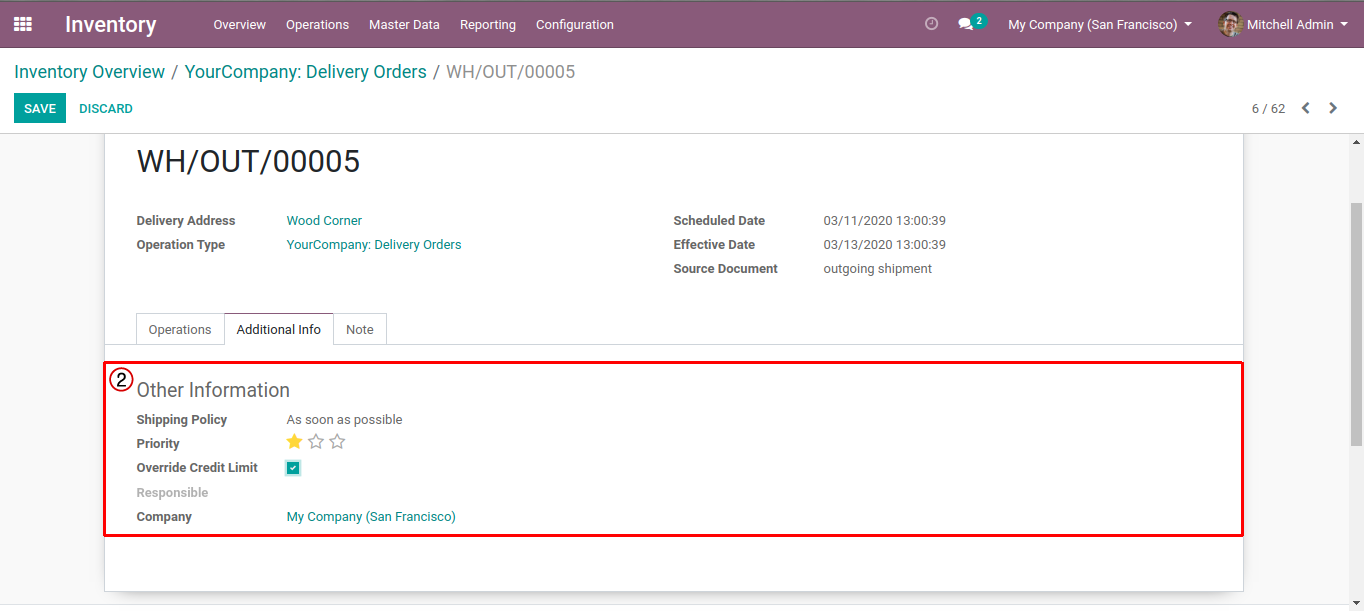 Inventory Overview Operations Master Data Reporting Configuration 2 My Company (San Francisco) Mitchell Admin
Inventory Overview / YourCompany: Delivery Orders / WH/OUT/00005
SAVE DISCARD 6 / 62
WH/OUT/00005
Delivery Address Wood Corner Scheduled Date 03/11/2020 13:00:39
Operation Type YourCompany: Delivery Orders Effective Date 03/13/2020 13:00:39
Source Document outgoing shipment
Operations Additional Info Note
2
Other Information
Shipping Policy As soon as possible
Priority
Override Credit Limit
Responsible
Company My Company (San Francisco)